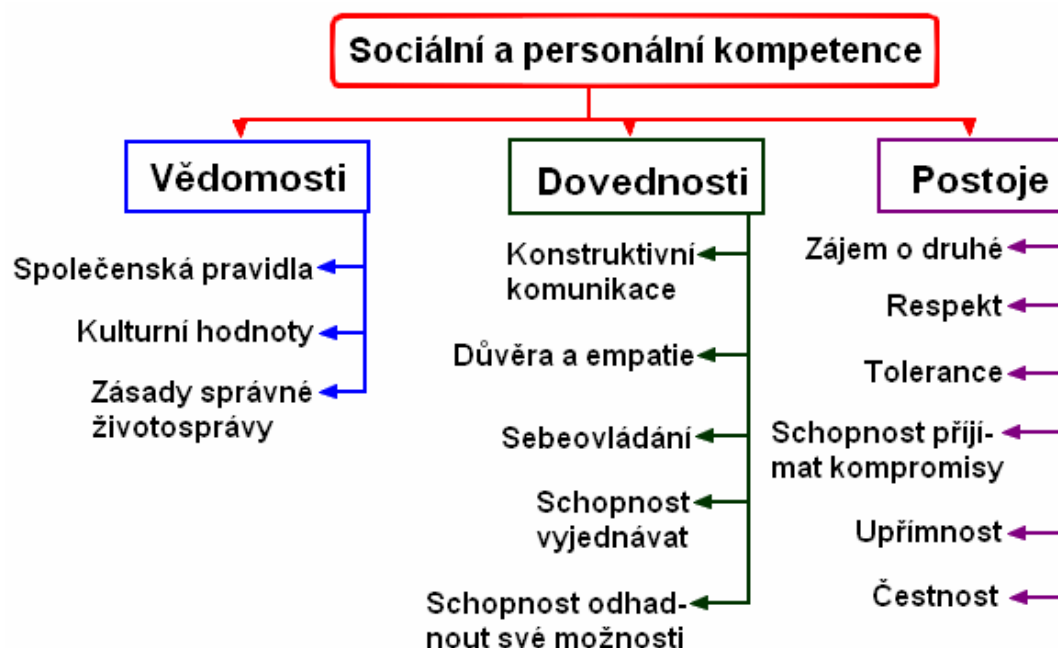 Sociální a personální kompetence
Vědomosti
Společenská pravidla
Kulturní hodnoty
Zásady správné
životosprávy
Dovednosti
Konstruktivní
komunikace
Důvěra a empatie
Sebeovládání
Schopnost
vyjednávat
Schopnost odhad-
nout své možnosti
Postoje
Zájem o druhé
Respekt
Tolerance
Schopnost příjí-
mat kompromisy
Upřímnost
Čestnost